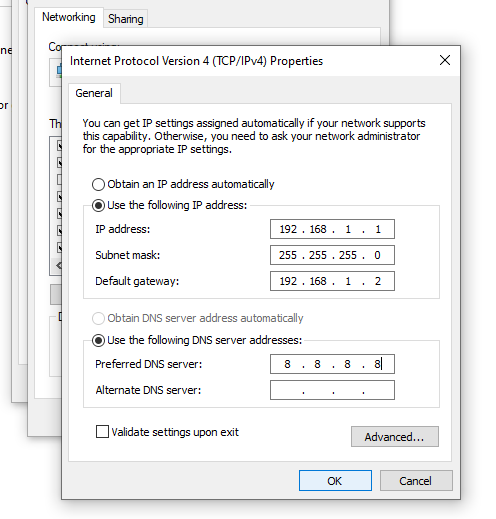 Networking
Sharing
Internet Protocol Version 4 (TCP/IPv4) Properties
General
You can get IP settings assigned automatically if your network supports
this capability. Otherwise, you need to ask your network administrator
for the appropriate IP settings.
Obtain an IP address automatically
Use the following IP address:
IP address: 192 . 168 . 1 . 1
Subnet mask: 255 . 255 . 255 . 0
Default gateway: 192 . 168 . 1 . 2
Obtain DNS server address automatically
Use the following DNS server addresses:
Preferred DNS server: 8 . 8 . 8 . 8
Alternate DNS server: . . .
Validate settings upon exit
Advanced...
OK
Cancel